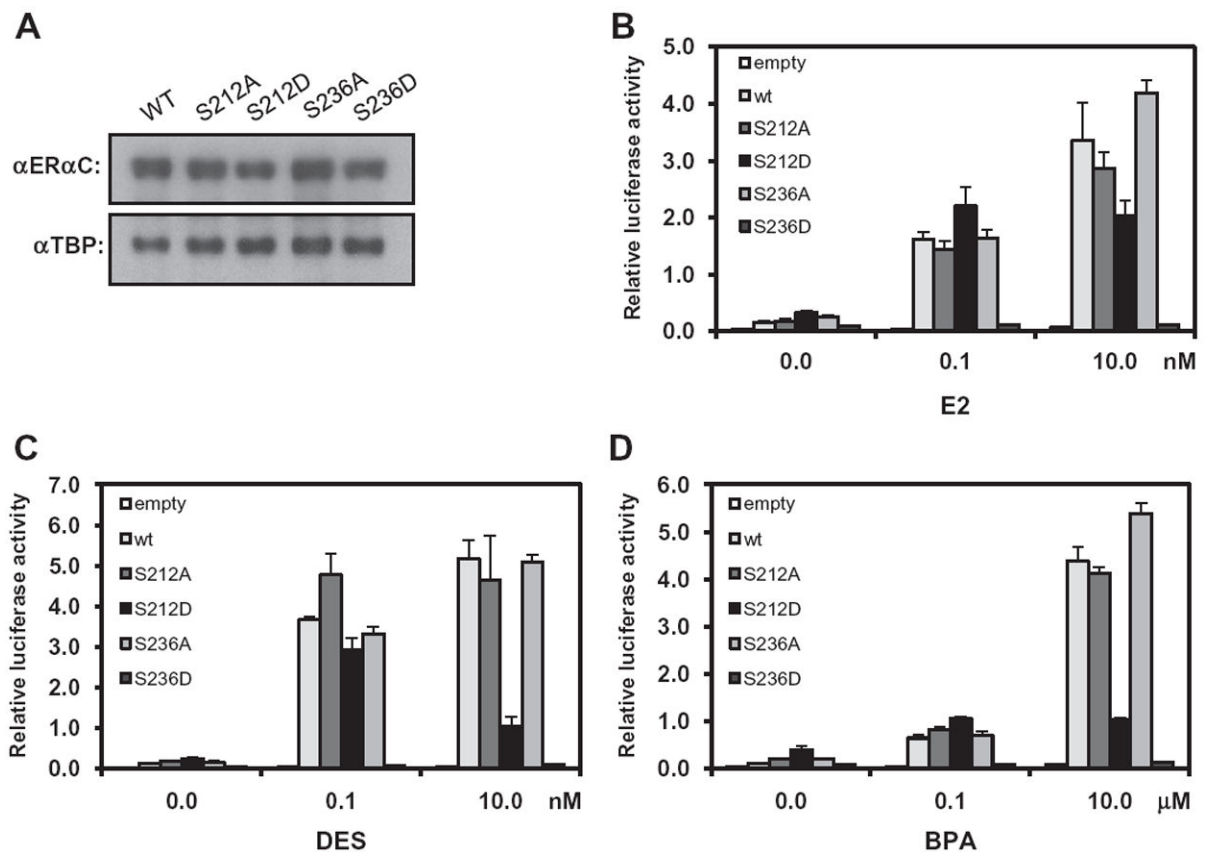 A
WT S212A S212D S236A S236D
αERαC:
αTBP:
B
Relative luciferase activity
5.0
4.0
3.0
2.0
1.0
0.0
empty
wt
S212A
S212D
S236A
S236D
0.0 0.1 10.0 nM
E2
C
Relative luciferase activity
7.0
6.0
5.0
4.0
3.0
2.0
1.0
0.0
empty
wt
S212A
S212D
S236A
S236D
0.0 0.1 10.0 nM
DES
D
Relative luciferase activity
6.0
5.0
4.0
3.0
2.0
1.0
0.0
empty
wt
S212A
S212D
S236A
S236D
0.0 0.1 10.0 μM
BPA